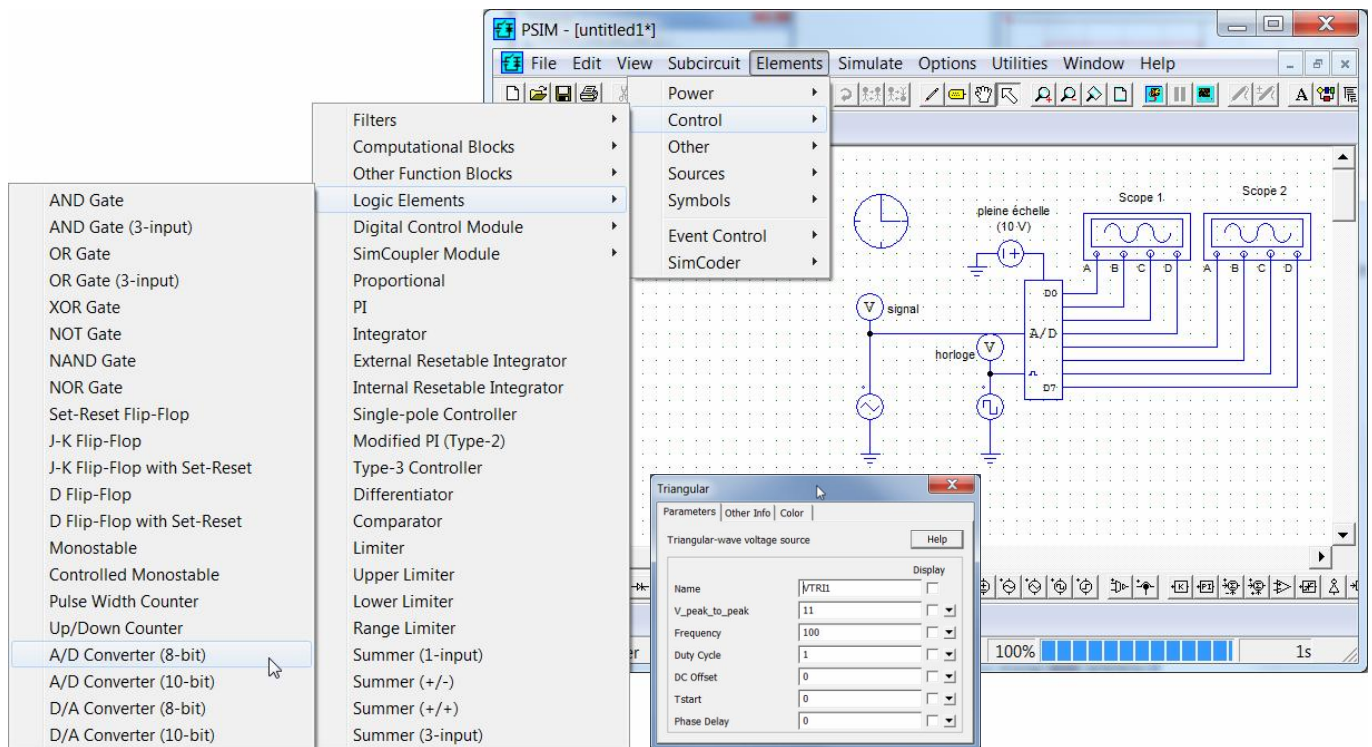 PSIM - [untitled1*]
File Edit View Subcircuit Elements Simulate Options Utilities Window Help
Power
Control
Other
Sources
Symbols
Event Control
SimCoder
Filters
Computational Blocks
Other Function Blocks
Logic Elements
Digital Control Module
SimCoupler Module
Proportional
PI
Integrator
External Resetable Integrator
Internal Resetable Integrator
Single-pole Controller
Modified PI (Type-2)
Type-3 Controller
Differentiator
Comparator
Limiter
Upper Limiter
Lower Limiter
Range Limiter
Summer (1-input)
Summer (+/-)
Summer (+/+)
Summer (3-input)
AND Gate
AND Gate (3-input)
OR Gate
OR Gate (3-input)
XOR Gate
NOT Gate
NAND Gate
NOR Gate
Set-Reset Flip-Flop
J-K Flip-Flop
J-K Flip-Flop with Set-Reset
D Flip-Flop
D Flip-Flop with Set-Reset
Monostable
Controlled Monostable
Pulse Width Counter
Up/Down Counter
A/D Converter (8-bit)
A/D Converter (10-bit)
D/A Converter (8-bit)
D/A Converter (10-bit)
pleine échelle
(10 V)
Scope 1
Scope 2
A B C D
A B C D
D0
V signal
A/D
horloge V
D7
Triangular
Parameters Other Info Color
Triangular-wave voltage source Help
Display
Name VTRI1
V_peak_to_peak 11
Frequency 100
Duty Cycle 1
DC Offset 0
Tstart 0
Phase Delay 0
100% 1s